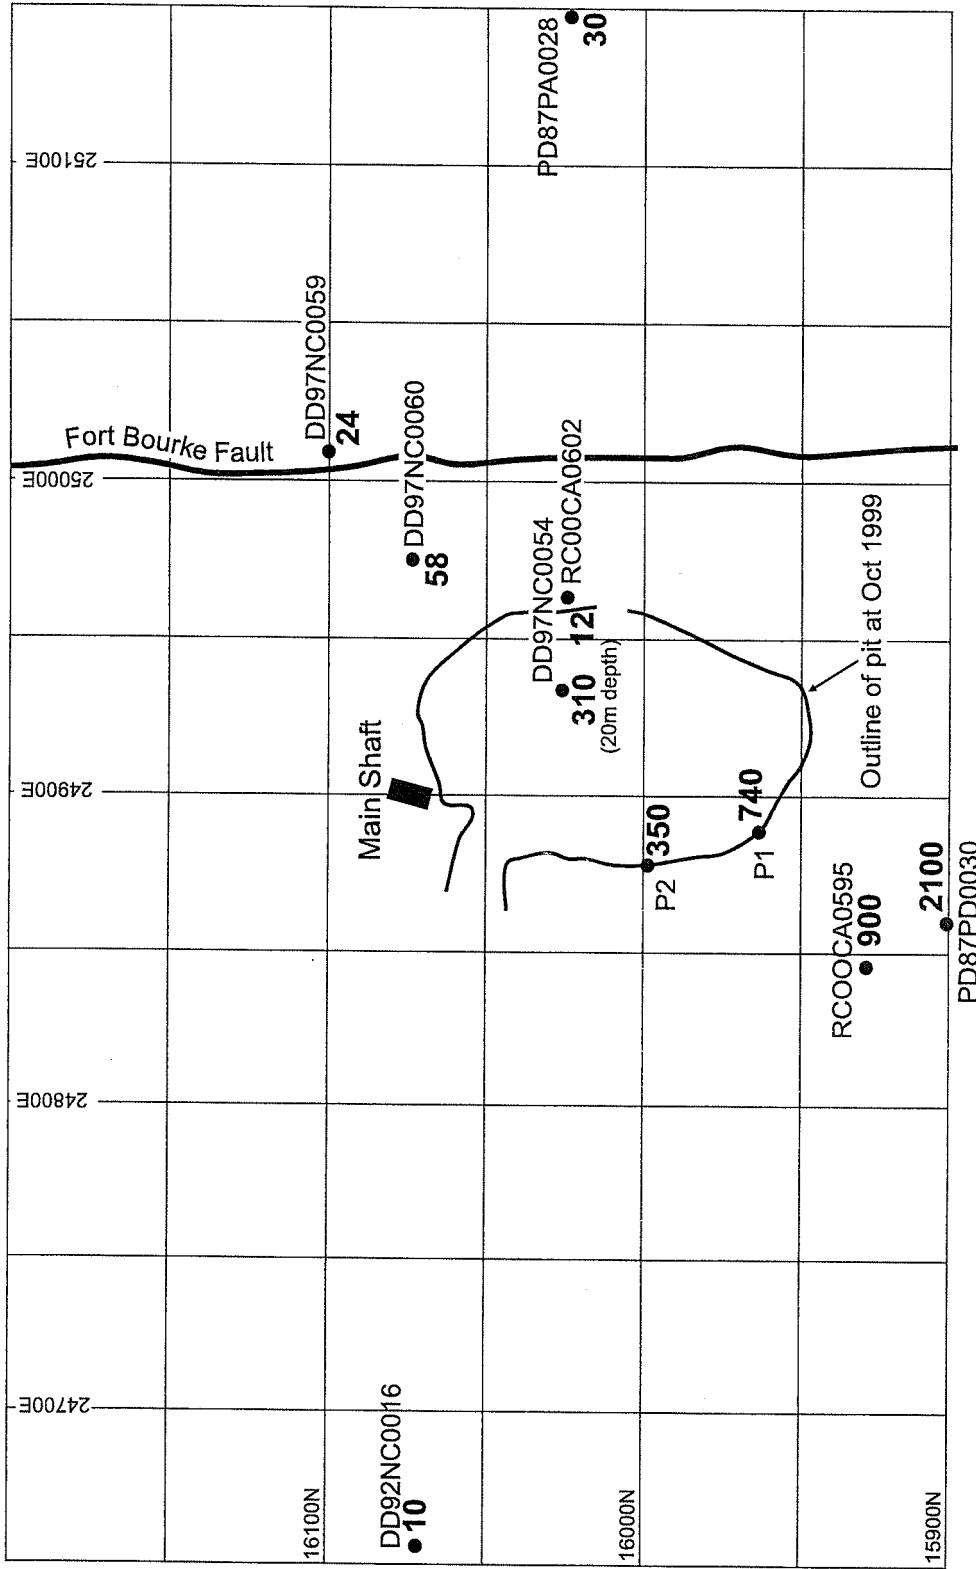 24700E
24800E
24900E
25000E
25100E
16100N
16000N
15900N
Fort Bourke Fault
DD97NC0059
24
DD97NC0060
58
PD87PA0028
30
Main Shaft
DD97NC0054
310
(20m depth)
RC00CA0602
12
350
P2
740
P1
Outline of pit at Oct 1999
RCOOCA0595
900
2100
PD87PD0030
DD92NC0016
10